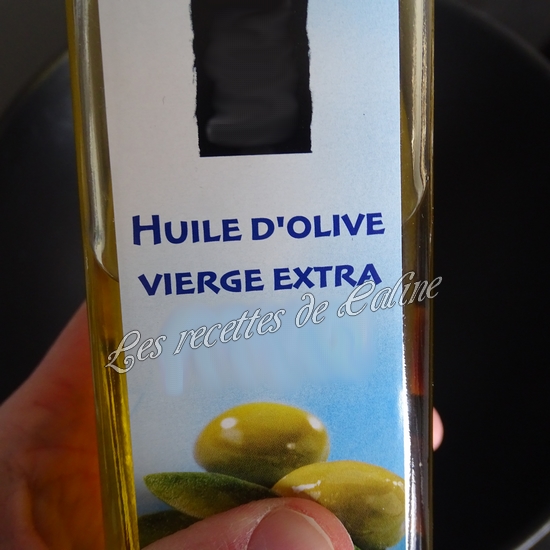 HUILE D'OLIVE
VIERGE EXTRA
Les recettes de Caline